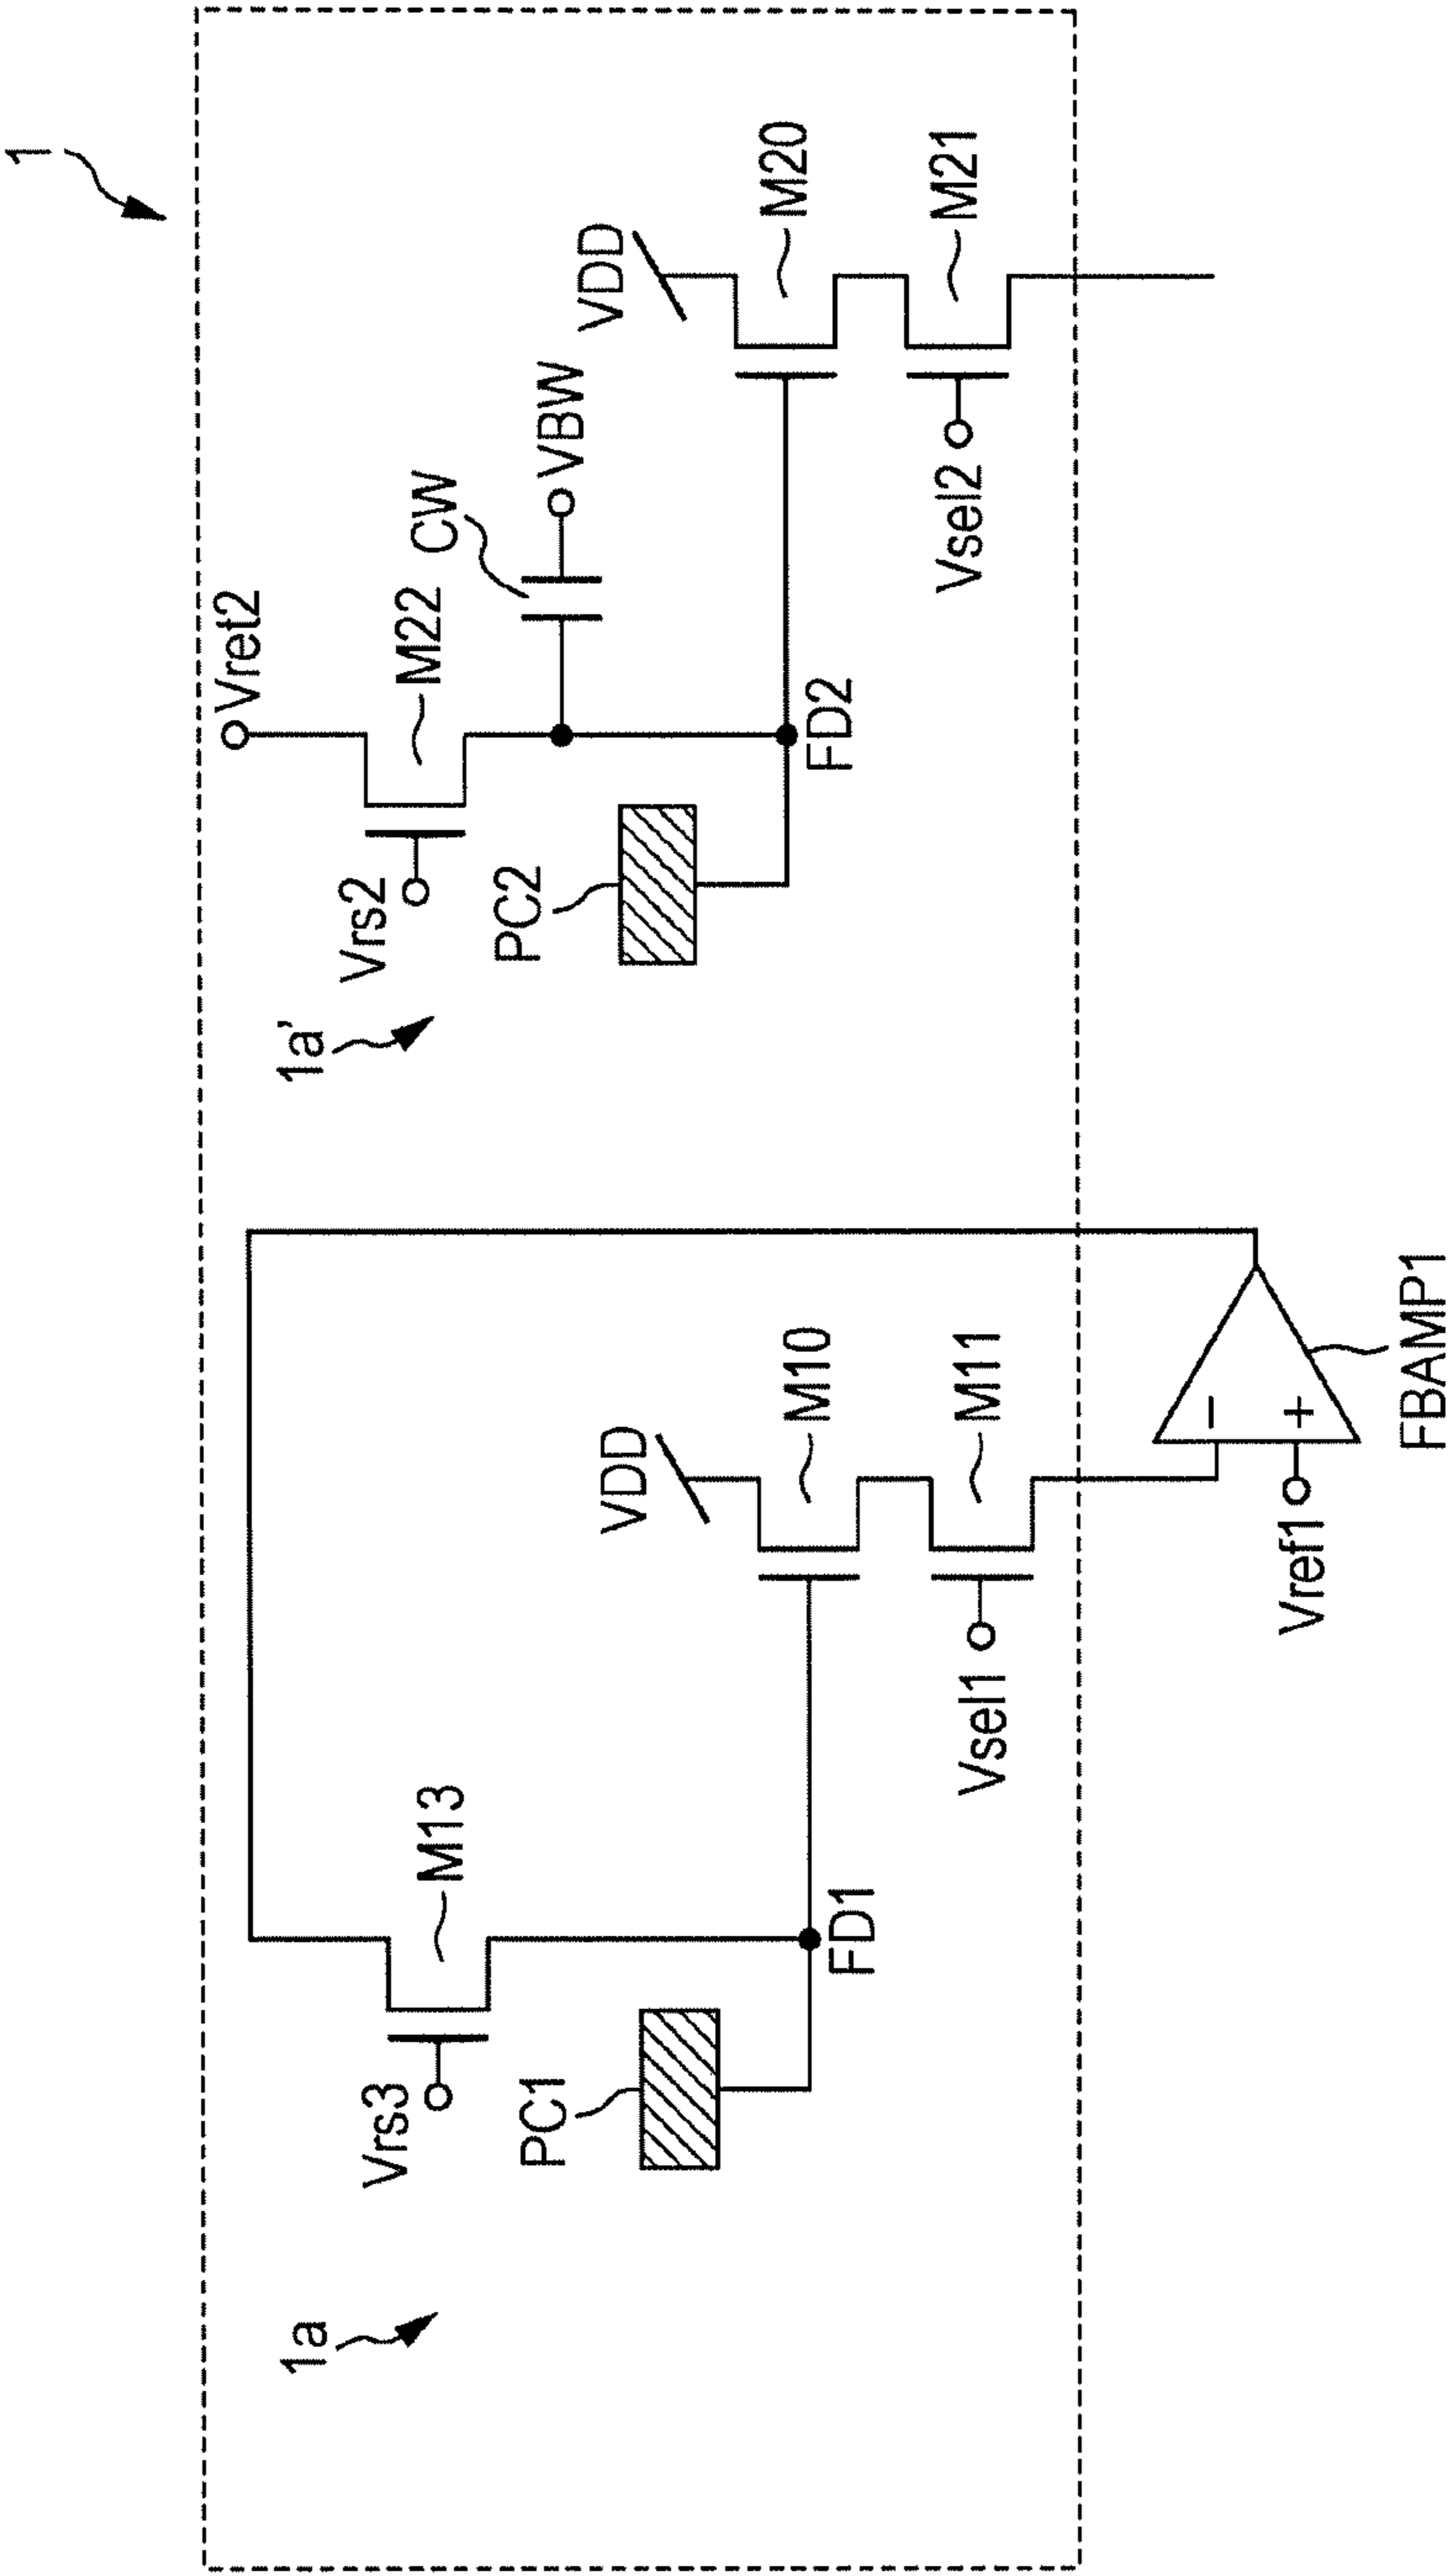 1
1a
Vrs3
M13
PC1
FD1
VDD
M10
M11
Vsel1
Vref1
−
+
FBAMP1
1a'
Vret2
Vrs2
M22
CW
VBW
PC2
FD2
VDD
M20
M21
Vsel2